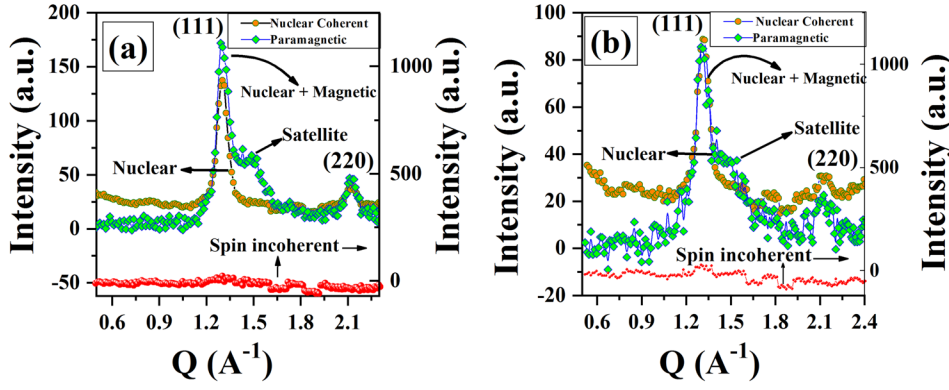 (a)
(111)
Nuclear Coherent
Paramagnetic
Nuclear + Magnetic
Satellite
Nuclear
(220)
Spin incoherent
Intensity (a.u.)
200
150
100
50
0
-50
Intensity (a.u.)
1000
500
0
0.6 0.9 1.2 1.5 1.8 2.1
Q (A-1)
(b)
(111)
Nuclear Coherent
Paramagnetic
Nuclear + Magnetic
Satellite
Nuclear
(220)
Spin incoherent
Intensity (a.u.)
100
80
60
40
20
0
-10
20
Intensity (a.u.)
1000
500
0
0.6 0.9 1.2 1.5 1.8 2.1 2.4
Q (A-1)